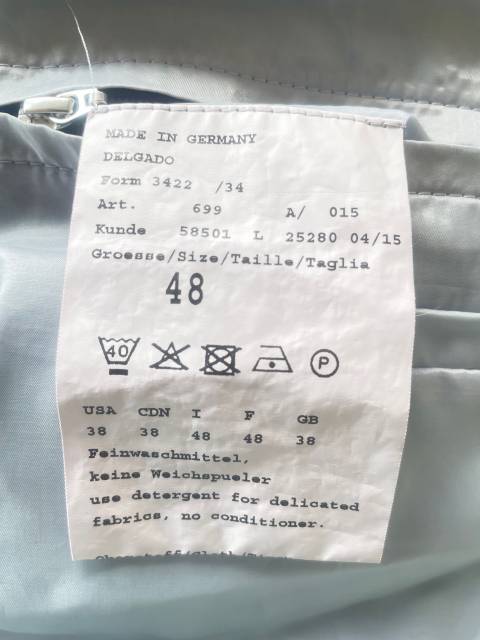 MADE IN GERMANY
DELGADO
Form 3422 /34
Art. 699 A/ 015
Kunde 58501 L 25280 04/15
Groesse/Size/Taille/Taglia
48
40 P
USA CDN I F GB
38 38 48 48 38
Feinwaschmittel,
keine Weichspueler
use detergent for delicated
fabrics, no conditioner.